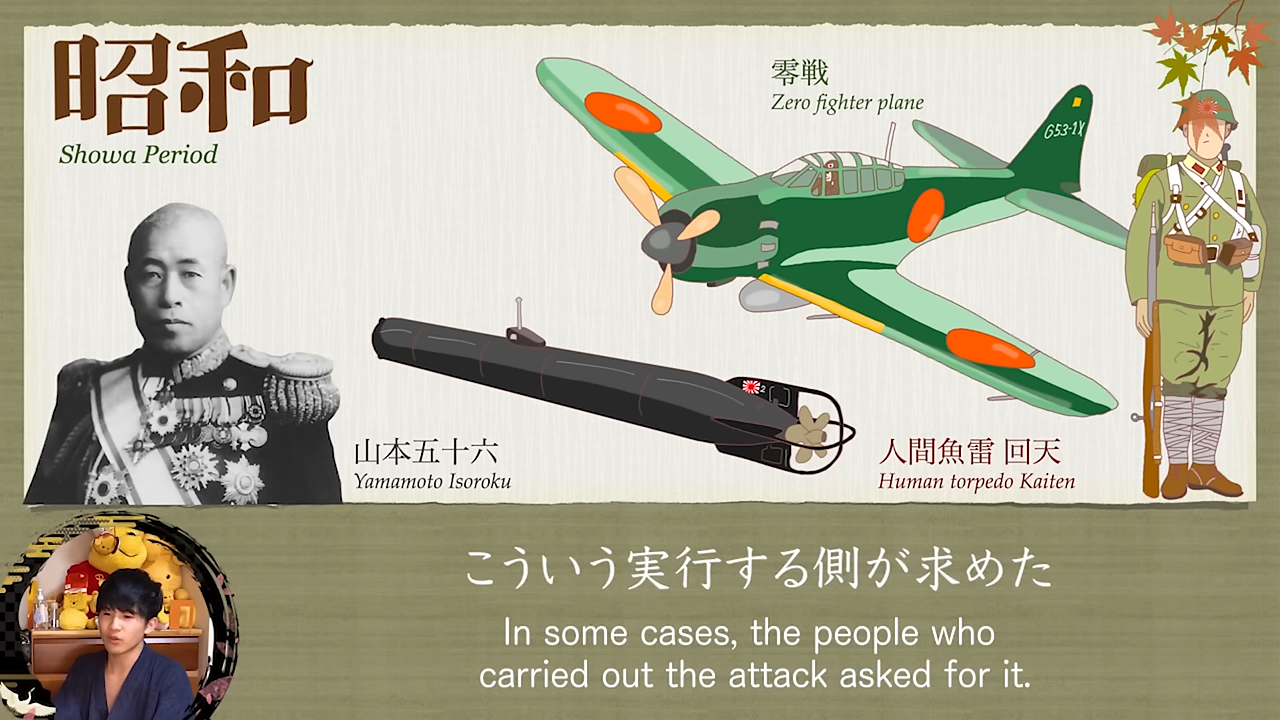 昭和
Showa Period
零戦
Zero fighter plane
G53-1X
山本五十六
Yamamoto Isoroku
人間魚雷 回天
Human torpedo Kaiten
こういう実行する側が求めた
In some cases, the people who
carried out the attack asked for it.